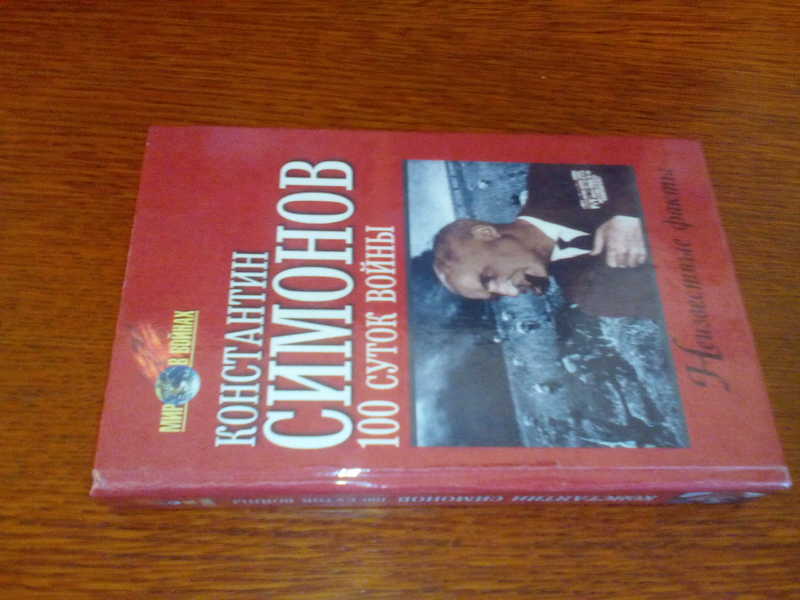 МИР В ВОЙНАХ
КОНСТАНТИН
СИМОНОВ
100 СУТОК ВОЙНЫ
Неизвестные факты
КОНСТАНТИН СИМОНОВ 100 СУТОК ВОЙНЫ